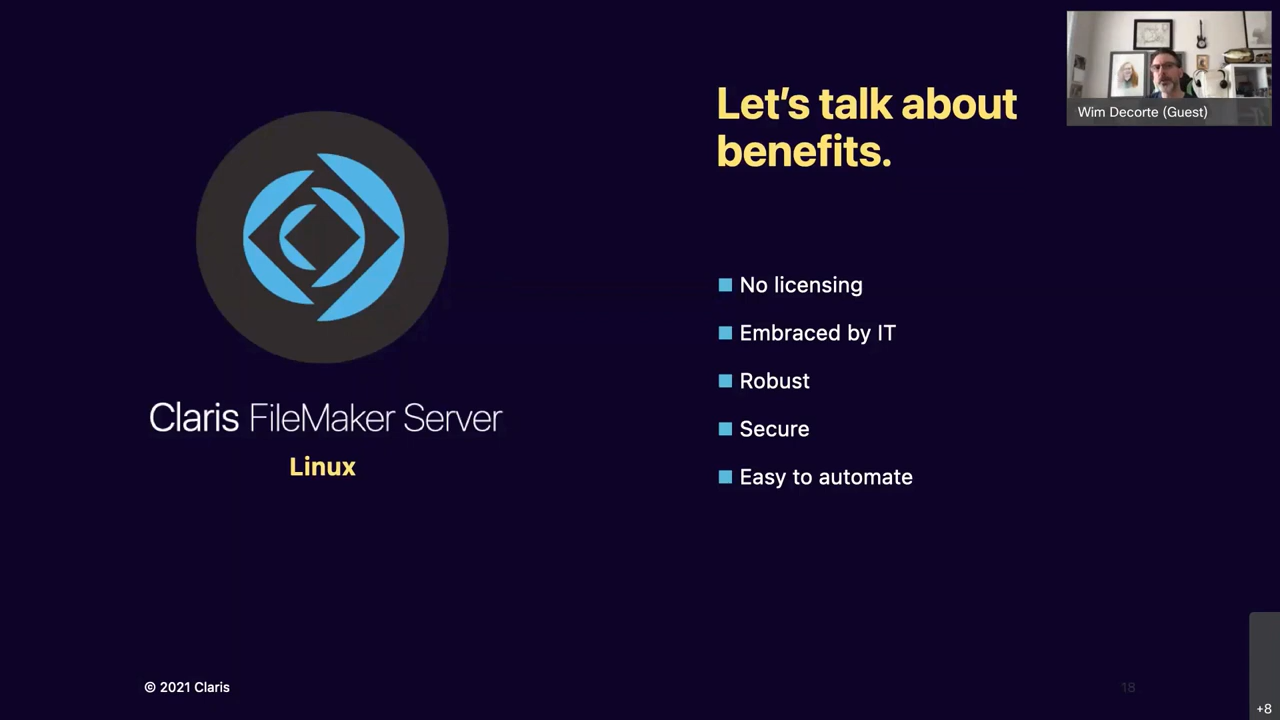 Let's talk about
benefits.
Wim Decorte (Guest)
No licensing
Embraced by IT
Robust
Secure
Easy to automate
Claris FileMaker Server
Linux
© 2021 Claris
18
+8